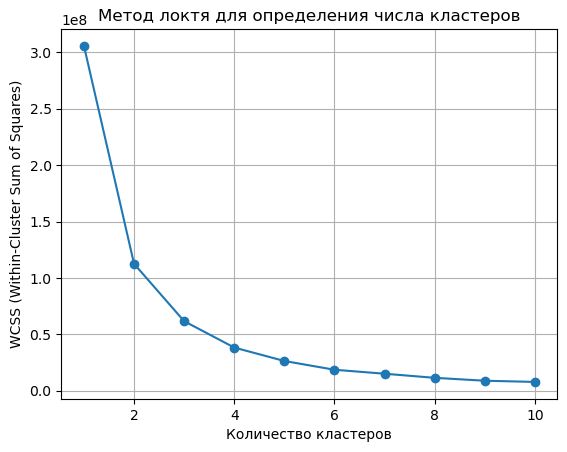 Метод локтя для определения числа кластеров
1e8
3.0
2.5
2.0
1.5
1.0
0.5
0.0
WCSS (Within-Cluster Sum of Squares)
2 4 6 8 10
Количество кластеров